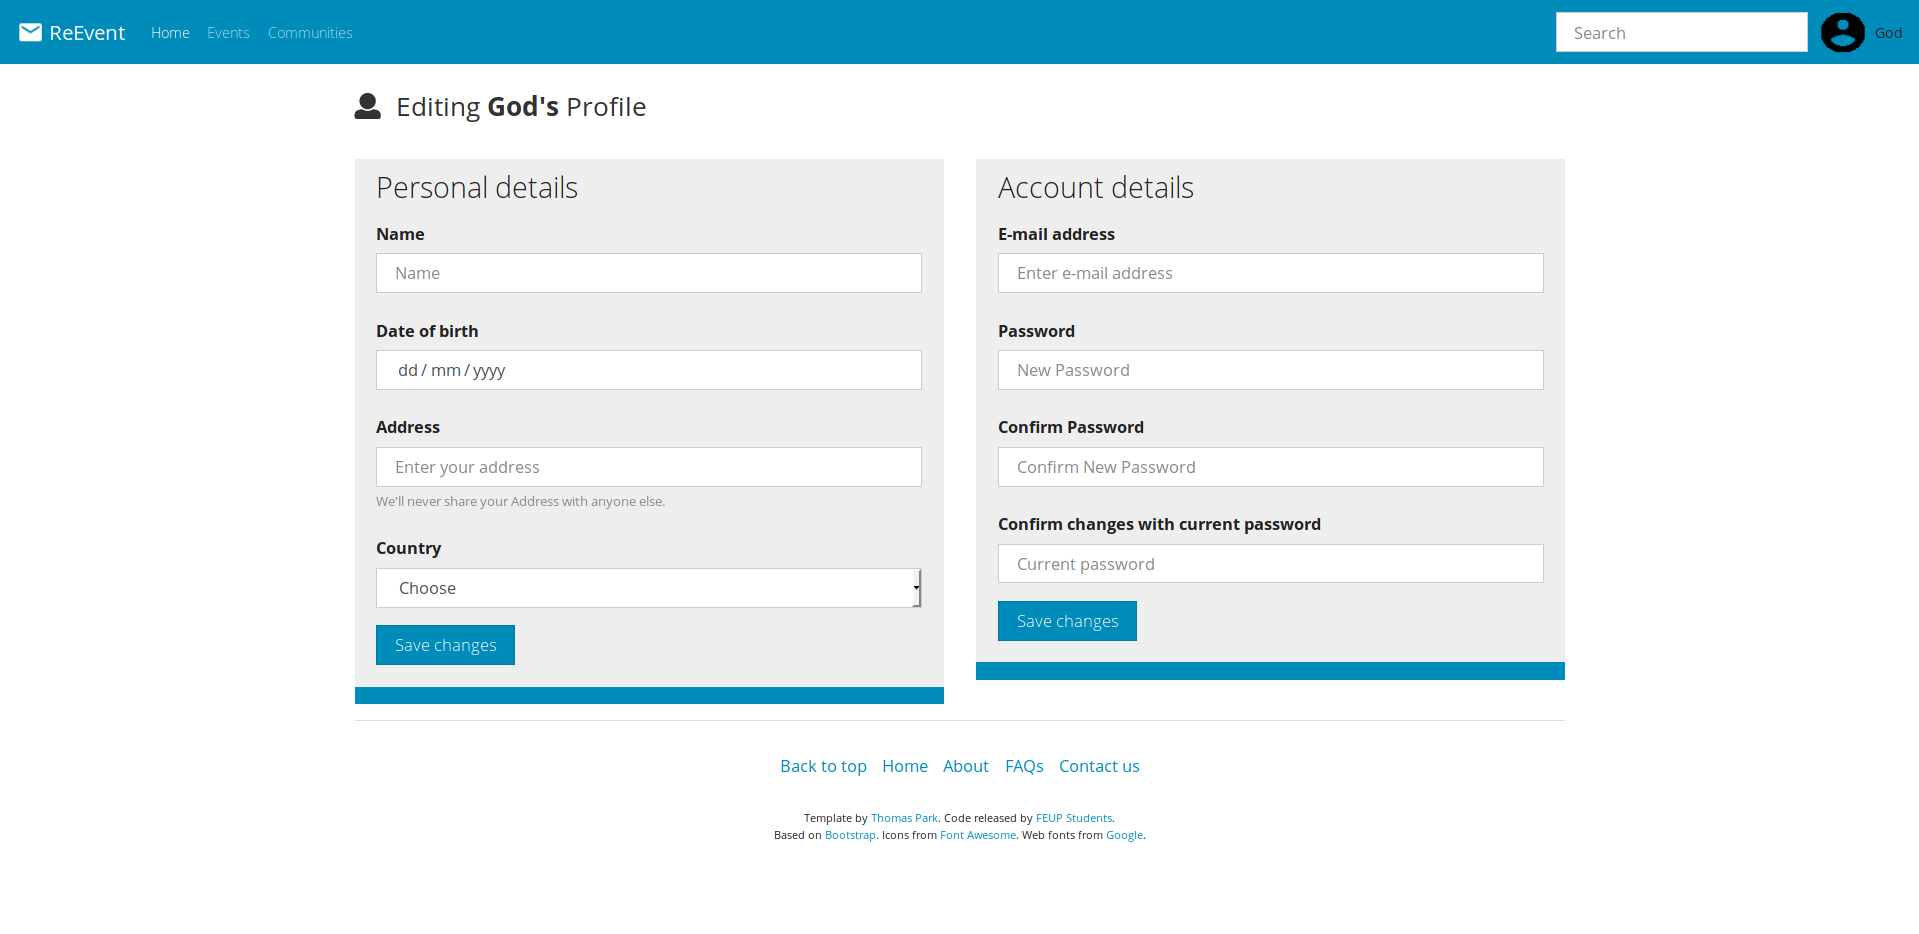 ReEvent Home Events Communities Search God
Editing God's Profile
Personal details
Name
Name
Date of birth
dd / mm / yyyy
Address
Enter your address
We'll never share your Address with anyone else.
Country
Choose
Save changes
Account details
E-mail address
Enter e-mail address
Password
New Password
Confirm Password
Confirm New Password
Confirm changes with current password
Current password
Save changes
Back to top Home About FAQs Contact us
Template by Thomas Park. Code released by FEUP Students.
Based on Bootstrap. Icons from Font Awesome. Web fonts from Google.